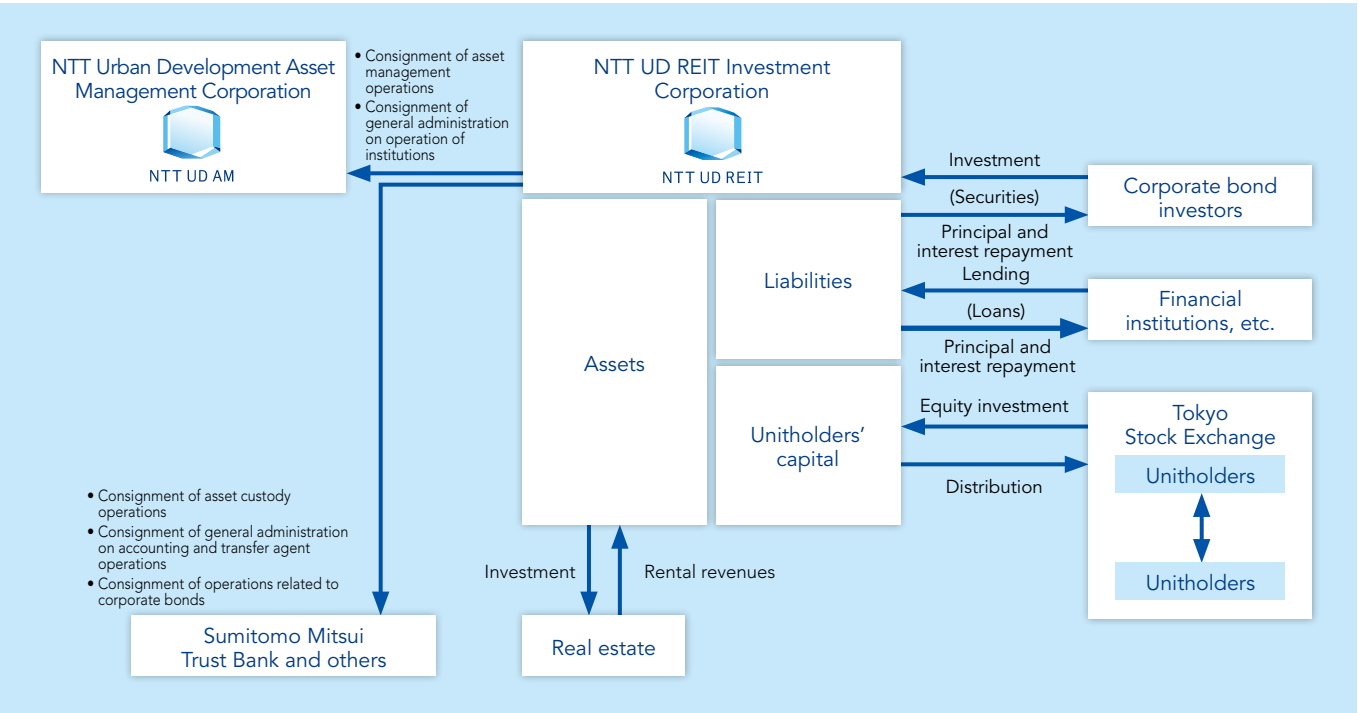 NTT Urban Development Asset
Management Corporation
NTT UD AM
• Consignment of asset
management
operations
• Consignment of
general administration
on operation of
institutions
NTT UD REIT Investment
Corporation
NTT UD REIT
Investment
(Securities)
Principal and
interest repayment
Corporate bond
investors
Lending
(Loans)
Principal and
interest repayment
Financial
institutions, etc.
Assets
Liabilities
Unitholders’
capital
Equity investment
Distribution
Tokyo
Stock Exchange
Unitholders
Unitholders
• Consignment of asset custody
operations
• Consignment of general administration
on accounting and transfer agent
operations
• Consignment of operations related to
corporate bonds
Sumitomo Mitsui
Trust Bank and others
Investment
Rental revenues
Real estate